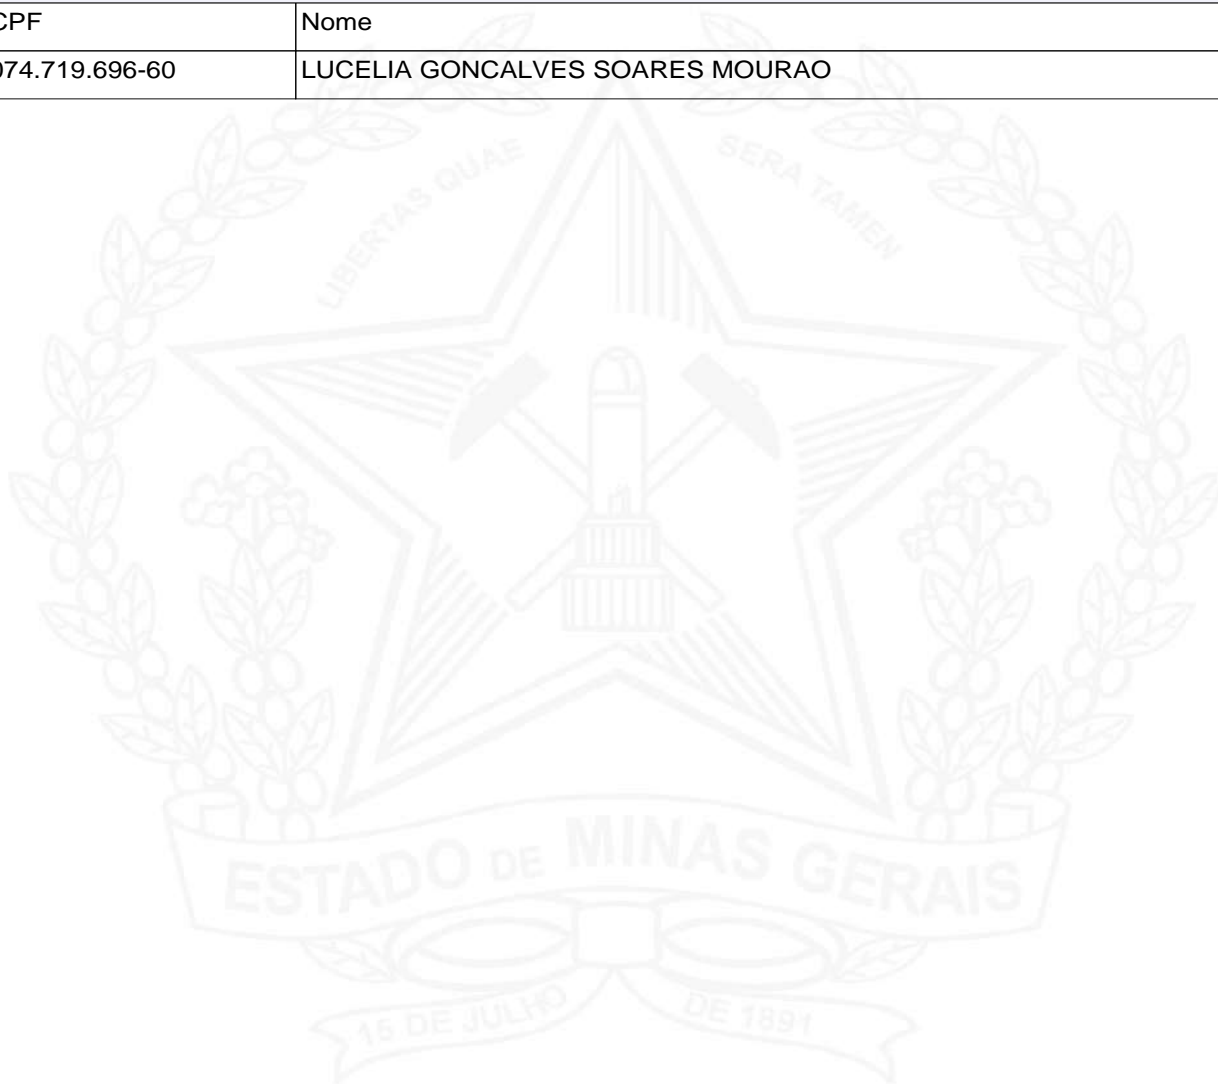 CPF Nome
074.719.696-60 LUCELIA GONCALVES SOARES MOURAO
LIBERTAS QUAE SERA TAMEN
ESTADO DE MINAS GERAIS
15 DE JULHO DE 1891